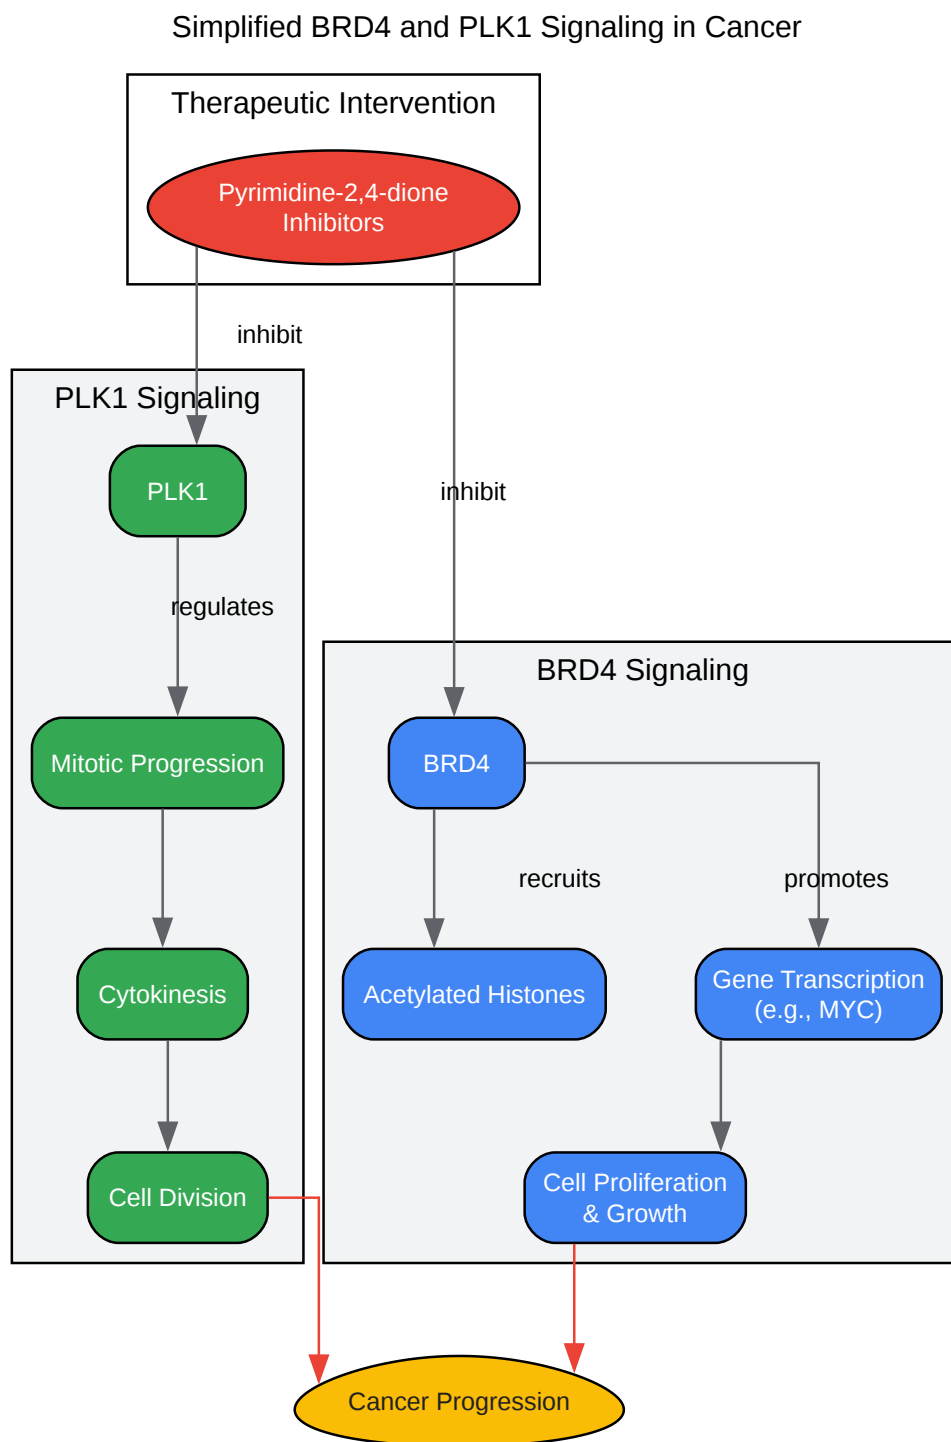 Simplified BRD4 and PLK1 Signaling in Cancer
Therapeutic Intervention
Pyrimidine-2,4-dione
Inhibitors
inhibit
PLK1 Signaling
PLK1
inhibit
regulates
BRD4 Signaling
Mitotic Progression
BRD4
recruits
promotes
Cytokinesis
Acetylated Histones
Gene Transcription
(e.g., MYC)
Cell Division
Cell Proliferation
& Growth
Cancer Progression